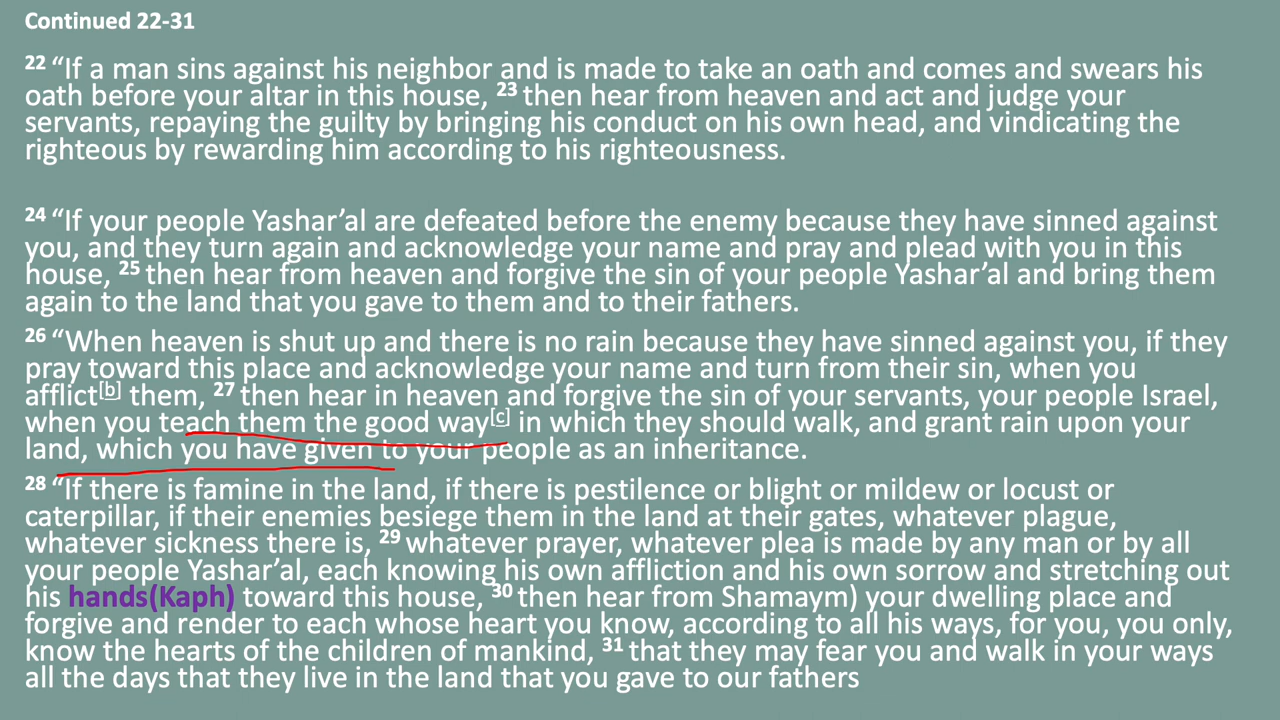 Continued 22-31
22 “If a man sins against his neighbor and is made to take an oath and comes and swears his
oath before your altar in this house, 23 then hear from heaven and act and judge your
servants, repaying the guilty by bringing his conduct on his own head, and vindicating the
righteous by rewarding him according to his righteousness.
24 “If your people Yashar’al are defeated before the enemy because they have sinned against
you, and they turn again and acknowledge your name and pray and plead with you in this
house, 25 then hear from heaven and forgive the sin of your people Yashar’al and bring them
again to the land that you gave to them and to their fathers.
26 “When heaven is shut up and there is no rain because they have sinned against you, if they
pray toward this place and acknowledge your name and turn from their sin, when you
afflict[b] them, 27 then hear in heaven and forgive the sin of your servants, your people Israel,
when you teach them the good way[c] in which they should walk, and grant rain upon your
land, which you have given to your people as an inheritance.
28 “If there is famine in the land, if there is pestilence or blight or mildew or locust or
caterpillar, if their enemies besiege them in the land at their gates, whatever plague,
whatever sickness there is, 29 whatever prayer, whatever plea is made by any man or by all
your people Yashar’al, each knowing his own affliction and his own sorrow and stretching out
his hands(Kaph) toward this house, 30 then hear from Shamaym) your dwelling place and
forgive and render to each whose heart you know, according to all his ways, for you, you only,
know the hearts of the children of mankind, 31 that they may fear you and walk in your ways
all the days that they live in the land that you gave to our fathers